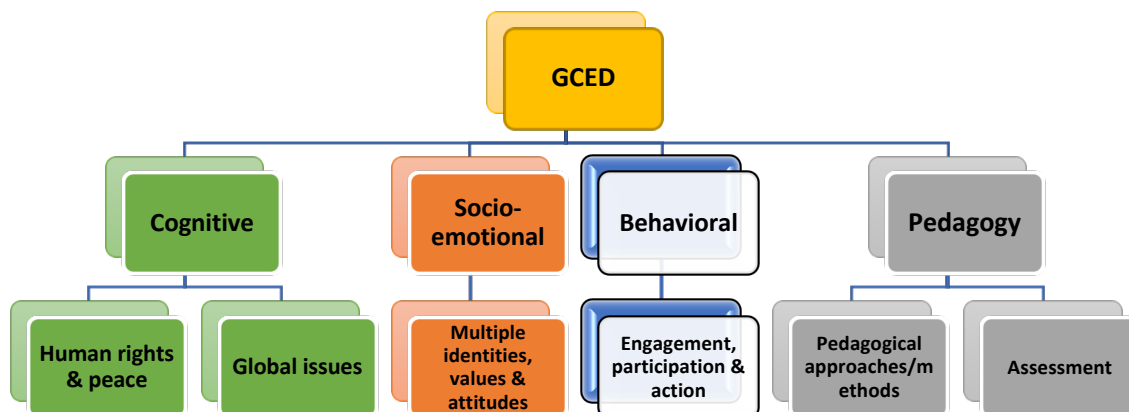 GCED
Cognitive
Socio-
emotional
Behavioral
Pedagogy
Human rights
& peace
Global issues
Multiple
identities,
values &
attitudes
Engagement,
participation &
action
Pedagogical
approaches/m
ethods
Assessment